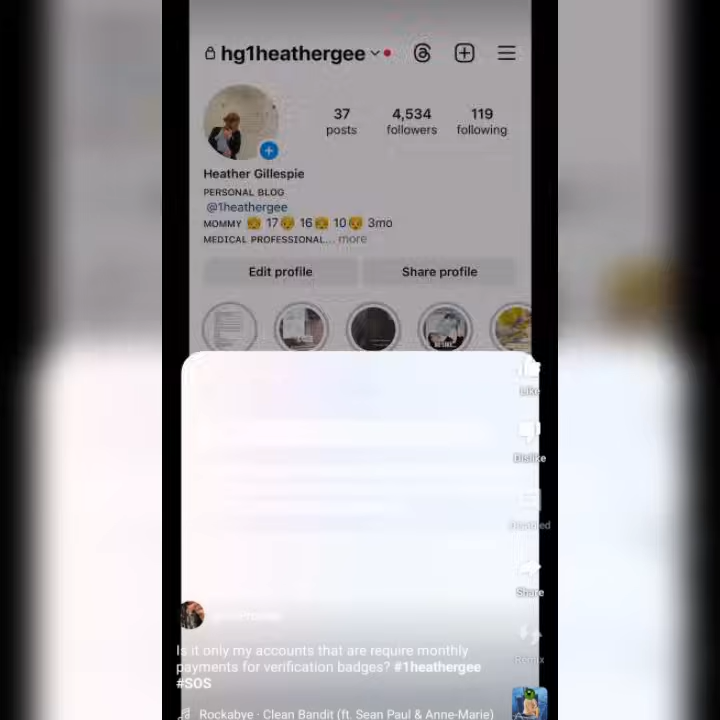 hg1heathergee
37 4,534 119
posts followers following
Heather Gillespie
PERSONAL BLOG
@1heathergee
MOMMY 👧 17👧 16👧 10👧 3mo
MEDICAL PROFESSIONAL... more
Edit profile Share profile
Like
Dislike
Share
Remix
Is it only my accounts that are require monthly
payments for verification badges? #1heathergee
#SOS
Rockabye · Clean Bandit (ft. Sean Paul & Anne-Marie)